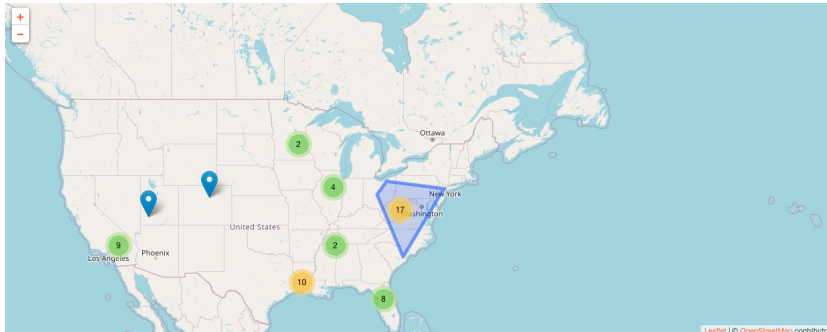 +
−
Ottawa
2
4
New York
17
Washington
United States
9
2
Los Angeles
Phoenix
10
8
Leaflet | © OpenStreetMap contributo